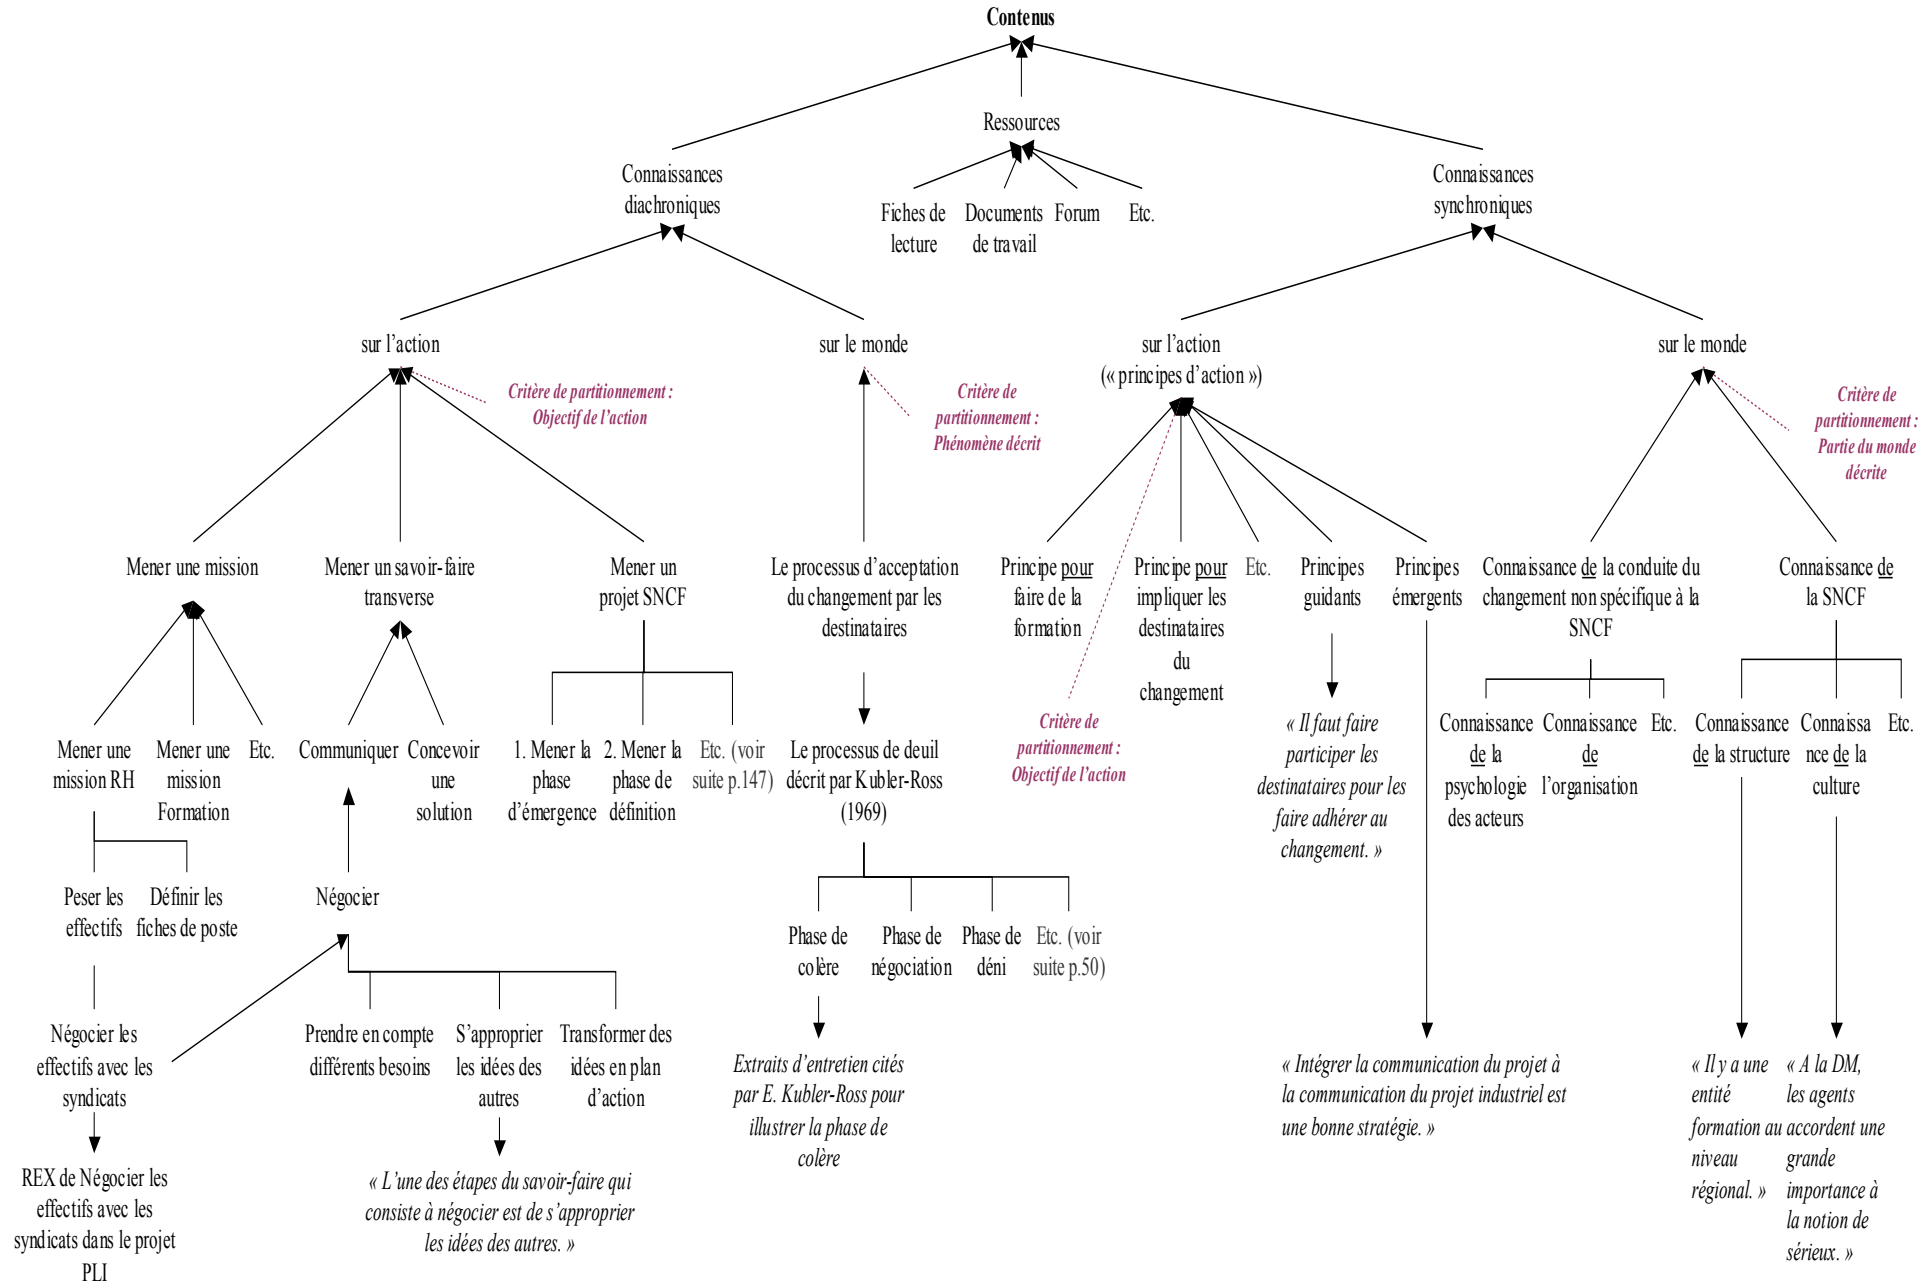 Contenus
Ressources
Connaissances
diachroniques
Fiches de
lecture
Documents
de travail
Forum
Etc.
Connaissances
synchroniques
sur l’action
Critère de partitionnement :
Objectif de l’action
sur le monde
Critère de
partitionnement :
Phénomène décrit
sur l’action
(« principes d’action »)
sur le monde
Critère de
partitionnement :
Partie du monde
décrite
Mener une mission
Mener un savoir-faire
transverse
Mener un
projet SNCF
Le processus d’acceptation
du changement par les
destinataires
Principe pour
faire de la
formation
Principe pour
impliquer les
destinataires
du
changement
Etc.
Principes
guidants
Principes
émergents
Connaissance de la conduite du
changement non spécifique à la
SNCF
Connaissance de
la SNCF
Mener une
mission RH
Mener une
mission
Formation
Etc.
Communiquer
Concevoir
une
solution
1. Mener la
phase
d’émergence
2. Mener la
phase de
définition
Etc. (voir
suite p.147)
Le processus de deuil
décrit par Kubler-Ross
(1969)
Critère de
partitionnement :
Objectif de l’action
« Il faut faire
participer les
destinataires pour les
faire adhérer au
changement. »
Connaissance
de la
psychologie
des acteurs
Connaissance
de
l’organisation
Etc.
Connaissance
de la structure
Connaissa
nce de la
culture
Etc.
Peser les
effectifs
Définir les
fiches de poste
Négocier
Phase de
colère
Phase de
négociation
Phase de
déni
Etc. (voir
suite p.50)
Négocier les
effectifs avec les
syndicats
Prendre en compte
différents besoins
S’approprier
les idées des
autres
Transformer des
idées en plan
d’action
Extraits d’entretien cités
par E. Kubler-Ross pour
illustrer la phase de
colère
« Intégrer la communication du projet à
la communication du projet industriel est
une bonne stratégie. »
« Il y a une
entité
formation au
niveau
régional. »
« A la DM,
les agents
accordent une
grande
importance à
la notion de
sérieux. »
REX de Négocier les
effectifs avec les
syndicats dans le projet
PLI
« L’une des étapes du savoir-faire qui
consiste à négocier est de s’approprier
les idées des autres. »